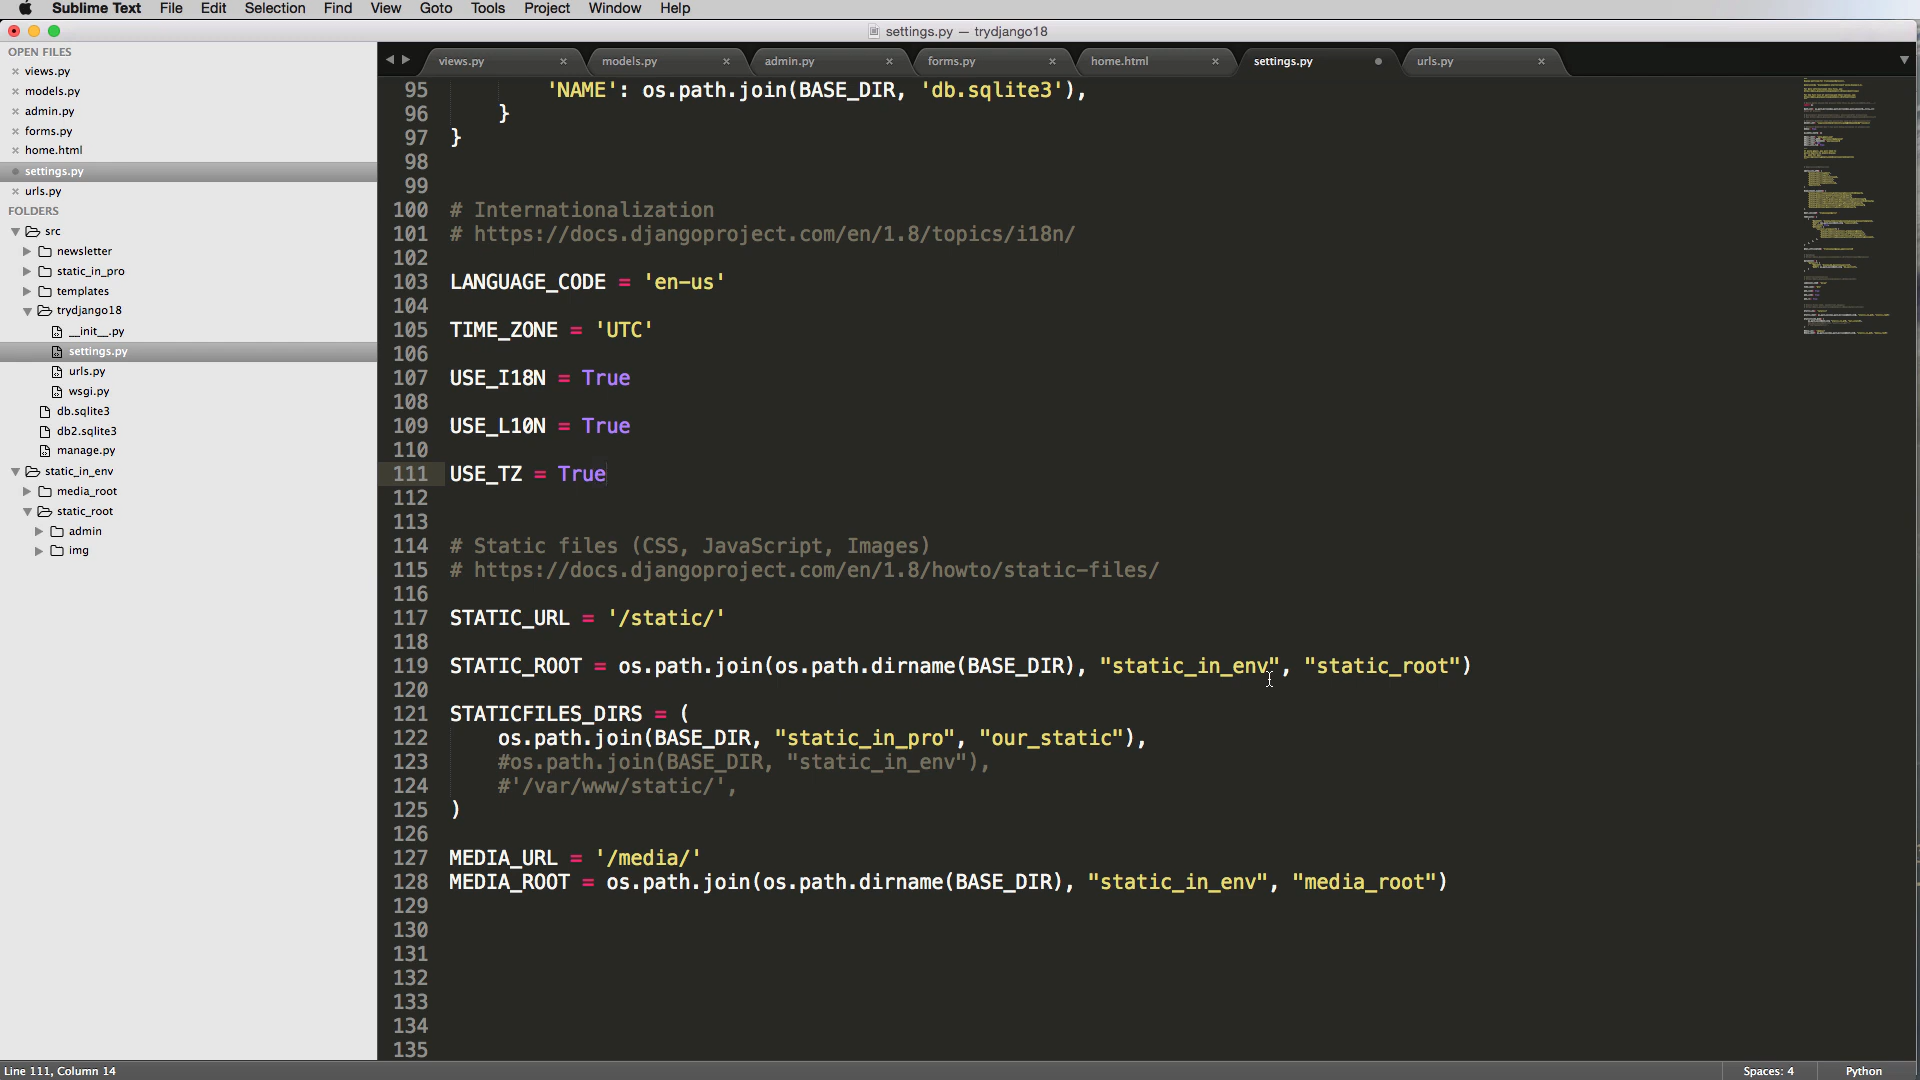 Sublime Text File Edit Selection Find View Goto Tools Project Window Help
settings.py — trydjango18
OPEN FILES
views.py
models.py
admin.py
forms.py
home.html
settings.py
urls.py
FOLDERS
src
newsletter
static_in_pro
templates
trydjango18
__init__.py
settings.py
urls.py
wsgi.py
db.sqlite3
db2.sqlite3
manage.py
static_in_env
media_root
static_root
admin
img
views.py models.py admin.py forms.py home.html settings.py urls.py
95 'NAME': os.path.join(BASE_DIR, 'db.sqlite3'),
96 }
97 }
98
99
100 # Internationalization
101 # https://docs.djangoproject.com/en/1.8/topics/i18n/
102
103 LANGUAGE_CODE = 'en-us'
104
105 TIME_ZONE = 'UTC'
106
107 USE_I18N = True
108
109 USE_L10N = True
110
111 USE_TZ = True
112
113
114 # Static files (CSS, JavaScript, Images)
115 # https://docs.djangoproject.com/en/1.8/howto/static-files/
116
117 STATIC_URL = '/static/'
118
119 STATIC_ROOT = os.path.join(os.path.dirname(BASE_DIR), "static_in_env", "static_root")
120
121 STATICFILES_DIRS = (
122 os.path.join(BASE_DIR, "static_in_pro", "our_static"),
123 #os.path.join(BASE_DIR, "static_in_env"),
124 #'/var/www/static/',
125 )
126
127 MEDIA_URL = '/media/'
128 MEDIA_ROOT = os.path.join(os.path.dirname(BASE_DIR), "static_in_env", "media_root")
129
130
131
132
133
134
135
Line 111, Column 14
Spaces: 4 Python